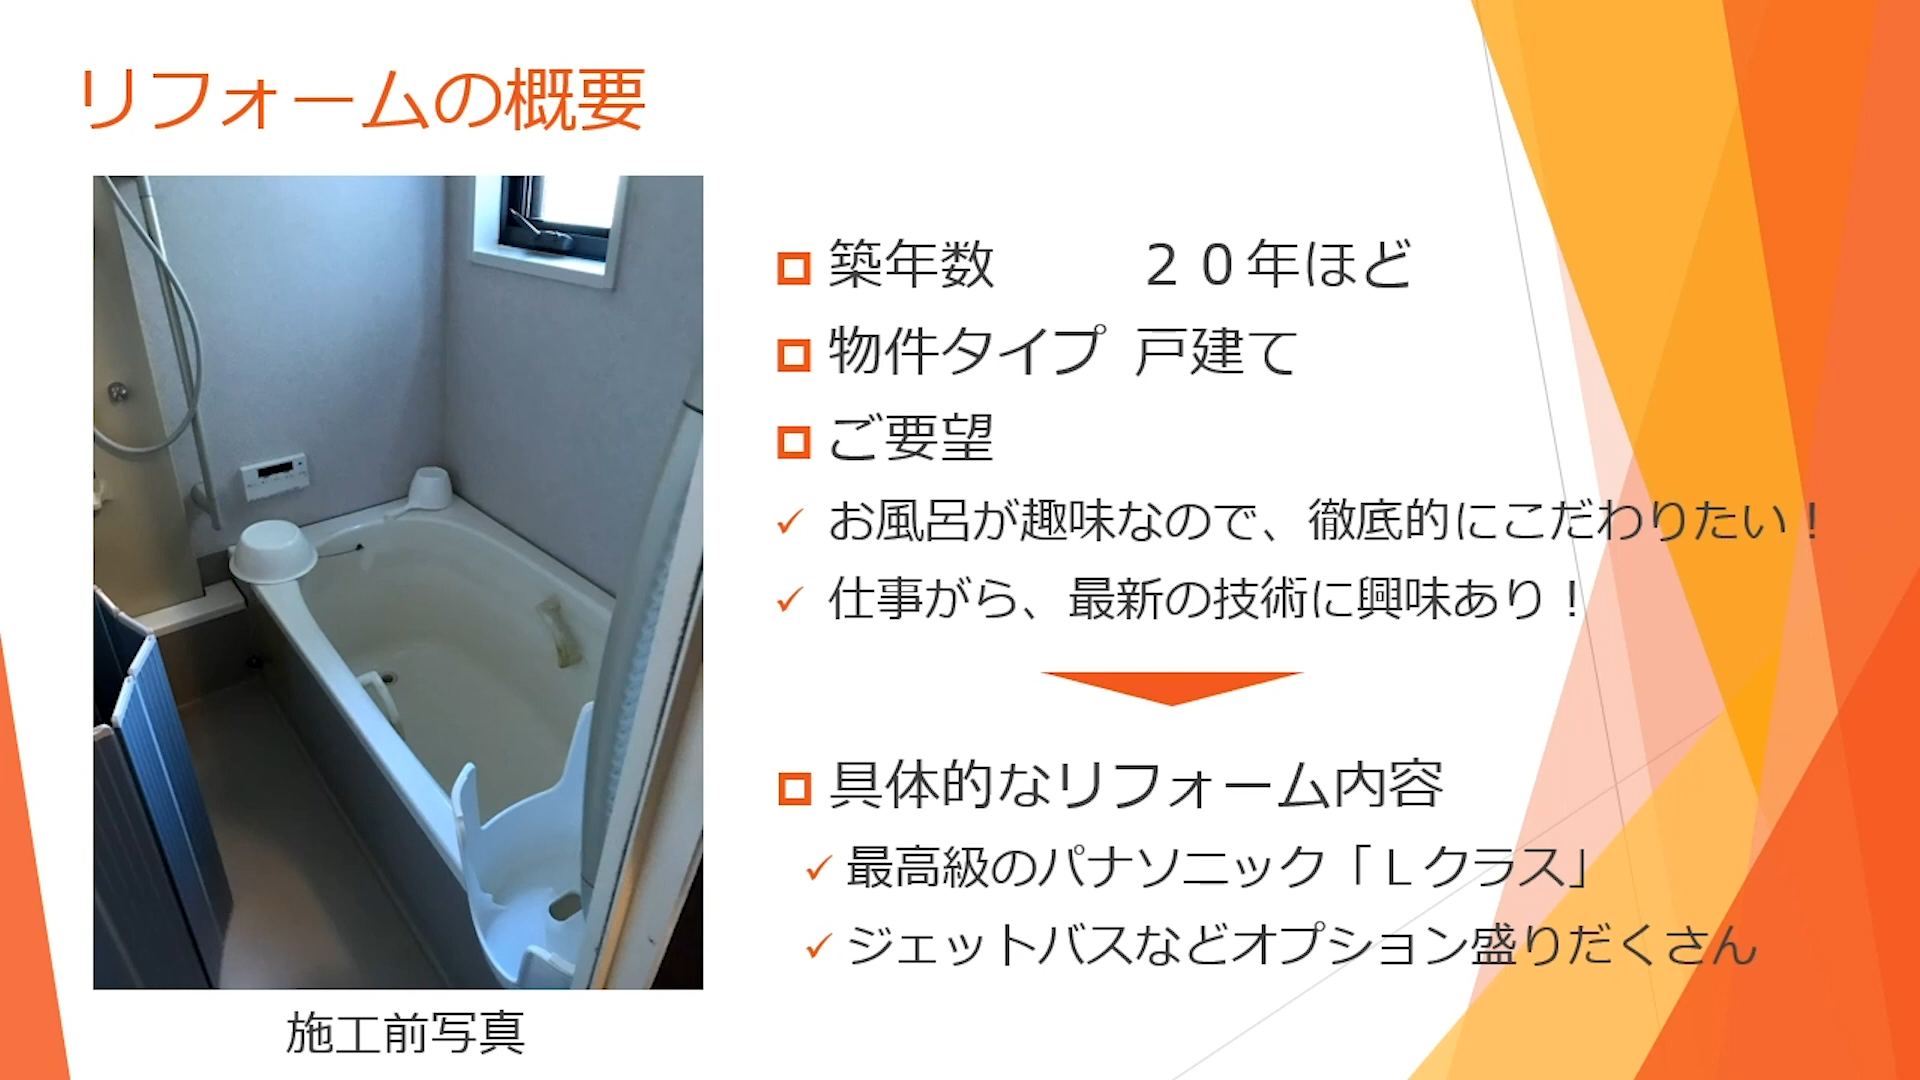 リフォームの概要
築年数 ２０年ほど
物件タイプ 戸建て
ご要望
お風呂が趣味なので、徹底的にこだわりたい！
仕事がら、最新の技術に興味あり！
具体的なリフォーム内容
最高級のパナソニック「Ｌクラス」
ジェットバスなどオプション盛りだくさん
施工前写真